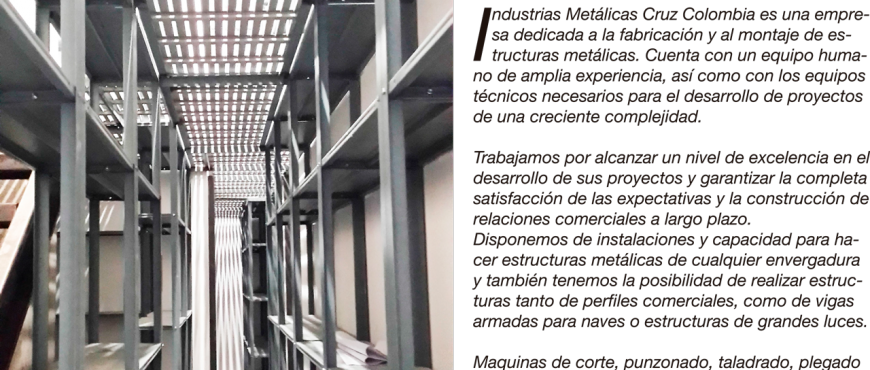 Industrias Metálicas Cruz Colombia es una empre-
sa dedicada a la fabricación y al montaje de es-
tructuras metálicas. Cuenta con un equipo huma-
no de amplia experiencia, así como con los equipos
técnicos necesarios para el desarrollo de proyectos
de una creciente complejidad.
Trabajamos por alcanzar un nivel de excelencia en el
desarrollo de sus proyectos y garantizar la completa
satisfacción de las expectativas y la construcción de
relaciones comerciales a largo plazo.
Disponemos de instalaciones y capacidad para ha-
cer estructuras metálicas de cualquier envergadura
y también tenemos la posibilidad de realizar estruc-
turas tanto de perfiles comerciales, como de vigas
armadas para naves o estructuras de grandes luces.
Maquinas de corte, punzonado, taladrado, plegado